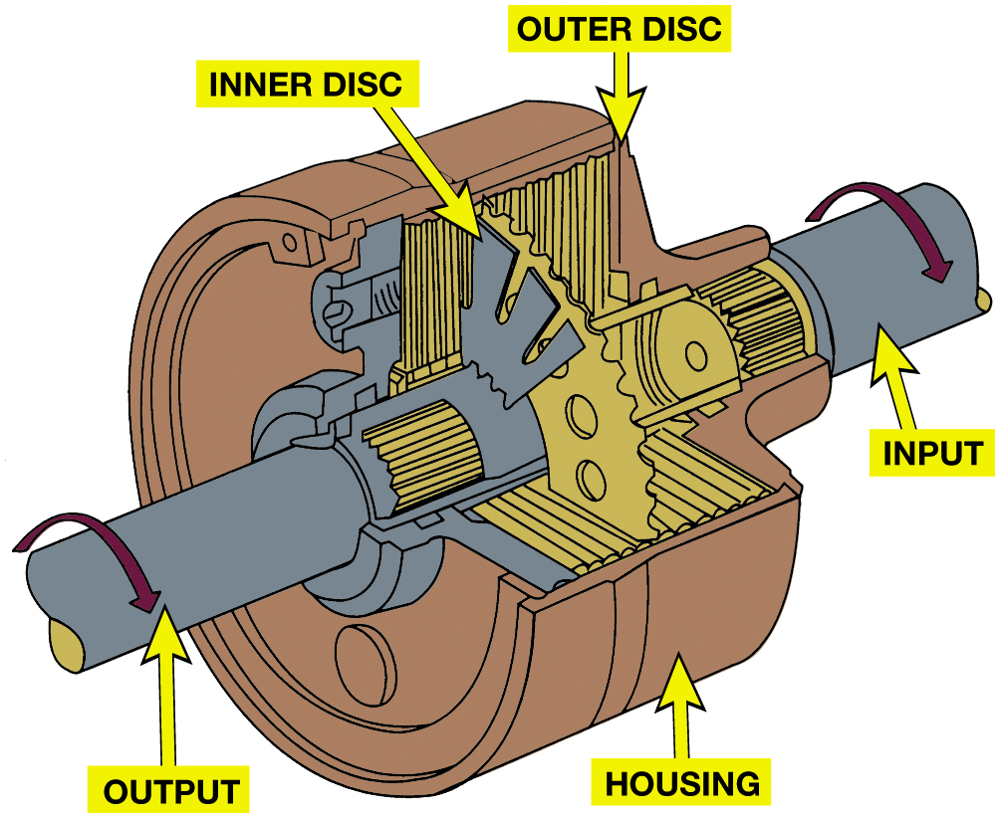 OUTER DISC
INNER DISC
INPUT
OUTPUT
HOUSING